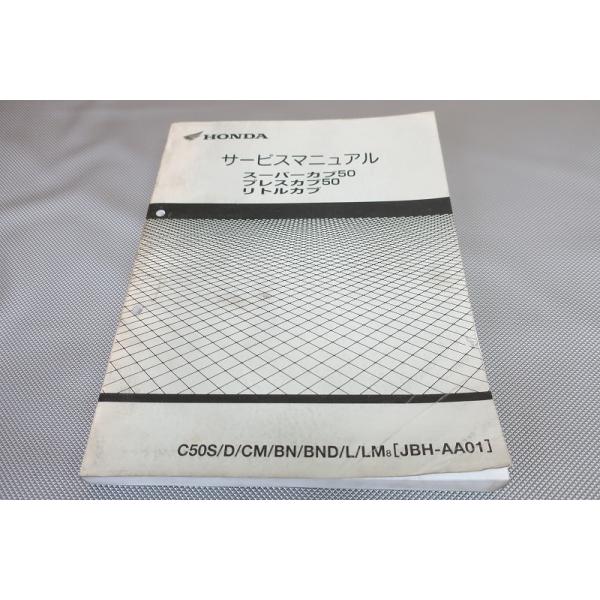 HONDA
サービスマニュアル
スーパーカブ50
プレスカブ50
リトルカブ
C50S/D/CM/BN/BND/L/LM8[JBH-AA01]